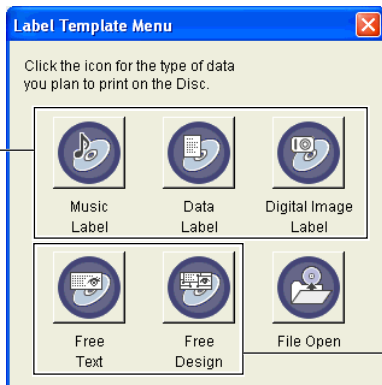 Label Template Menu
Click the icon for the type of data
you plan to print on the Disc.
Music
Label
Data
Label
Digital Image
Label
Free
Text
Free
Design
File Open